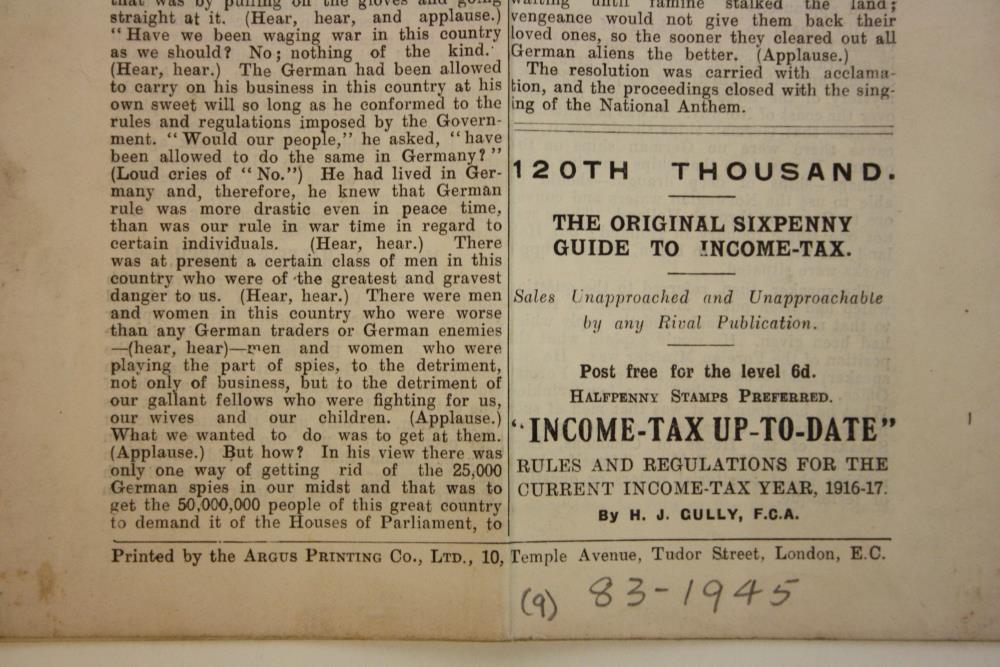 that was by pulling on the gloves and going
straight at it. (Hear, hear, and applause.)
"Have we been waging war in this country
as we should? No; nothing of the kind.
(Hear, hear.) The German had been allowed
to carry on his business in this country at his
own sweet will so long as he conformed to the
rules and regulations imposed by the Govern-
ment. "Would our people," he asked, "have
been allowed to do the same in Germany?"
(Loud cries of "No.") He had lived in Ger-
many and, therefore, he knew that German
rule was more drastic even in peace time,
than was our rule in war time in regard to
certain individuals. (Hear, hear.) There
was at present a certain class of men in this
country who were of the greatest and gravest
danger to us. (Hear, hear.) There were men
and women in this country who were worse
than any German traders or German enemies
—(hear, hear)—men and women who were
playing the part of spies, to the detriment,
not only of business, but to the detriment of
our gallant fellows who were fighting for us,
our wives and our children. (Applause.)
What we wanted to do was to get at them.
(Applause.) But how? In his view there was
only one way of getting rid of the 25,000
German spies in our midst and that was to
get the 50,000,000 people of this great country
to demand it of the Houses of Parliament, to
waiting until famine stalked the land;
vengeance would not give them back their
loved ones, so the sooner they cleared out all
German aliens the better. (Applause.)
The resolution was carried with acclama-
tion, and the proceedings closed with the sing-
ing of the National Anthem.
120TH THOUSAND.
THE ORIGINAL SIXPENNY
GUIDE TO INCOME-TAX.
Sales Unapproached and Unapproachable
by any Rival Publication.
Post free for the level 6d.
HALFPENNY STAMPS PREFERRED.
"INCOME-TAX UP-TO-DATE"
RULES AND REGULATIONS FOR THE
CURRENT INCOME-TAX YEAR, 1916-17.
By H. J. GULLY, F.C.A.
Printed by the ARGUS PRINTING CO., LTD., 10, Temple Avenue, Tudor Street, London, E.C.
(9) 83-1945